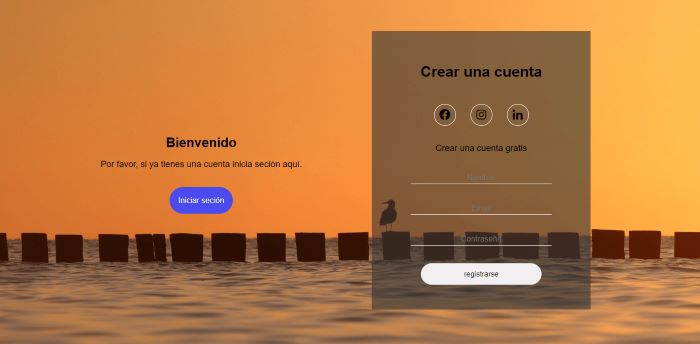 Bienvenido
Por favor, si ya tienes una cuenta inicia seción aquí.
Iniciar seción
Crear una cuenta
Crear una cuenta gratis
Nombre
Email
Contraseña
registrarse